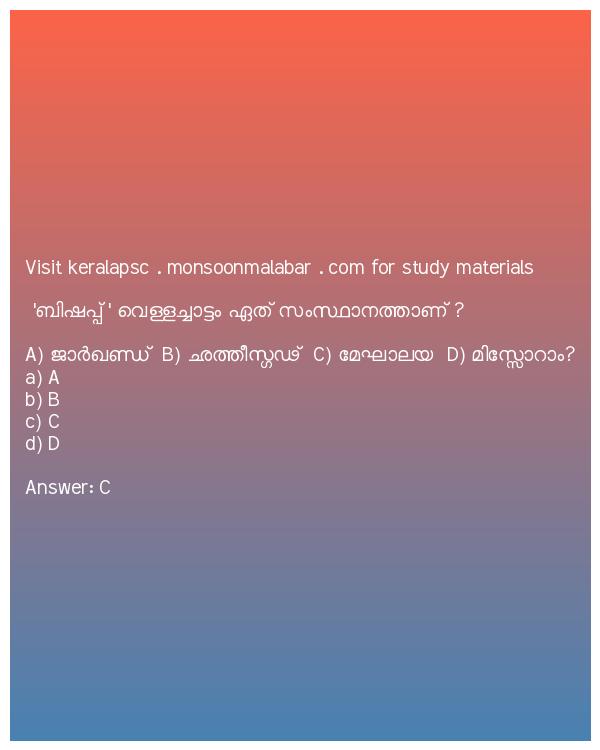 Visit keralapsc . monsoonmalabar . com for study materials
'ബിഷപ്പ് ' വെള്ളച്ചാട്ടം ഏത് സംസ്ഥാനത്താണ് ?
A) ജാർഖണ്ഡ് B) ഛത്തീസ്ഗഢ് C) മേഘാലയ D) മിസ്സോറാം?
a) A
b) B
c) C
d) D
Answer: C